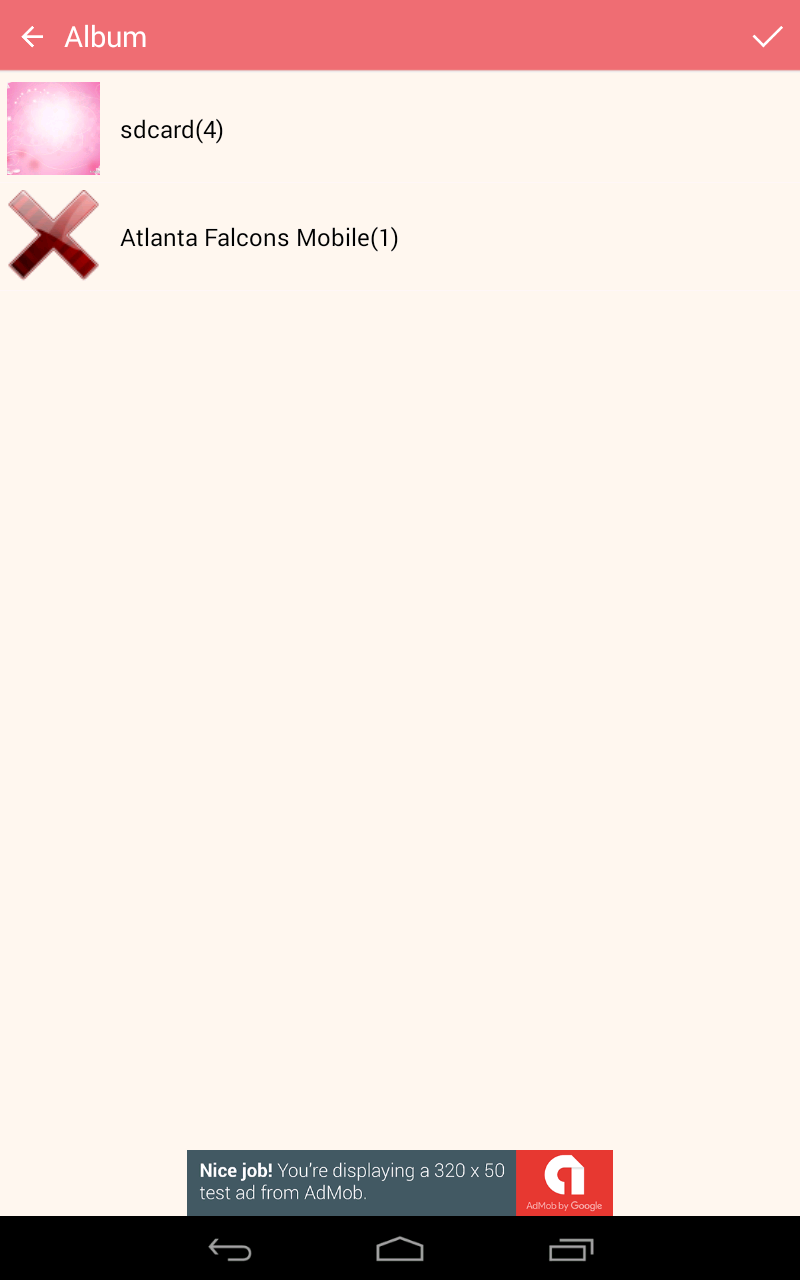 Album
sdcard(4)
Atlanta Falcons Mobile(1)
Nice job! You're displaying a 320 x 50
test ad from AdMob.
AdMob by Google